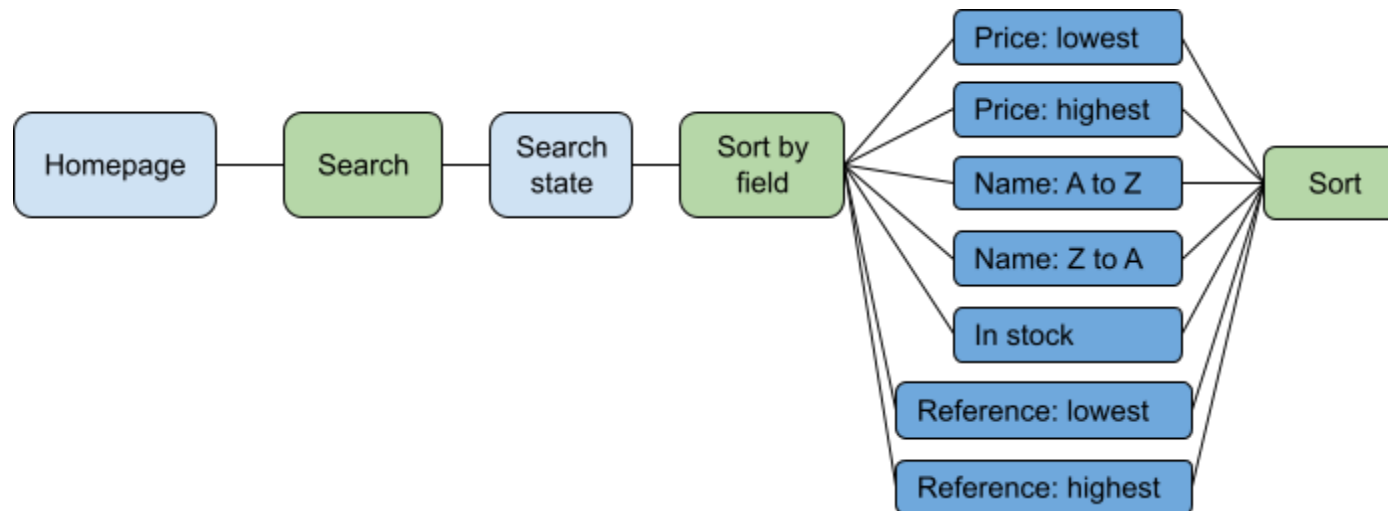 Homepage
Search
Search
state
Sort by
field
Price: lowest
Price: highest
Name: A to Z
Name: Z to A
In stock
Reference: lowest
Reference: highest
Sort